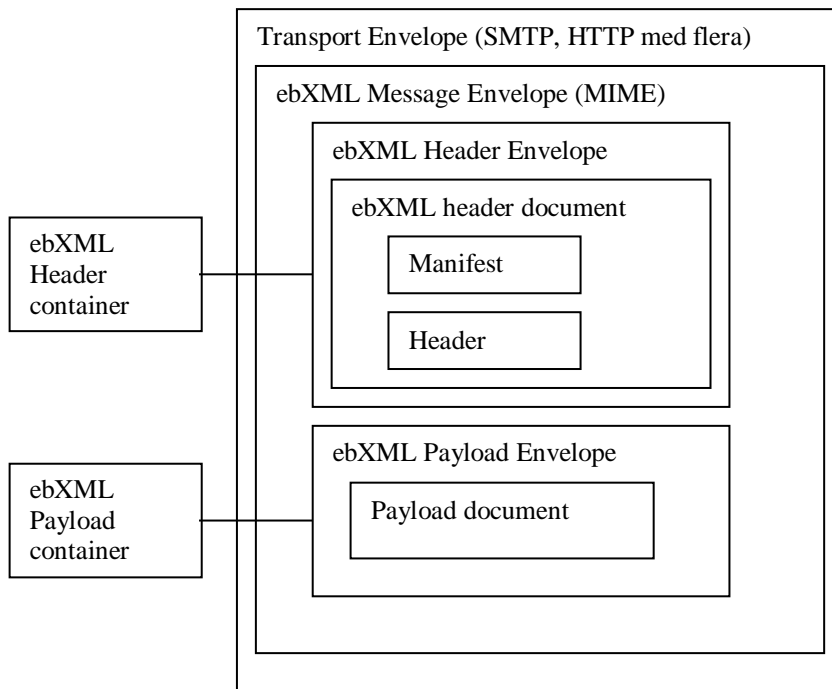 Transport Envelope (SMTP, HTTP med flera)
ebXML Message Envelope (MIME)
ebXML Header Envelope
ebXML header document
Manifest
Header
ebXML
Header
container
ebXML Payload Envelope
Payload document
ebXML
Payload
container